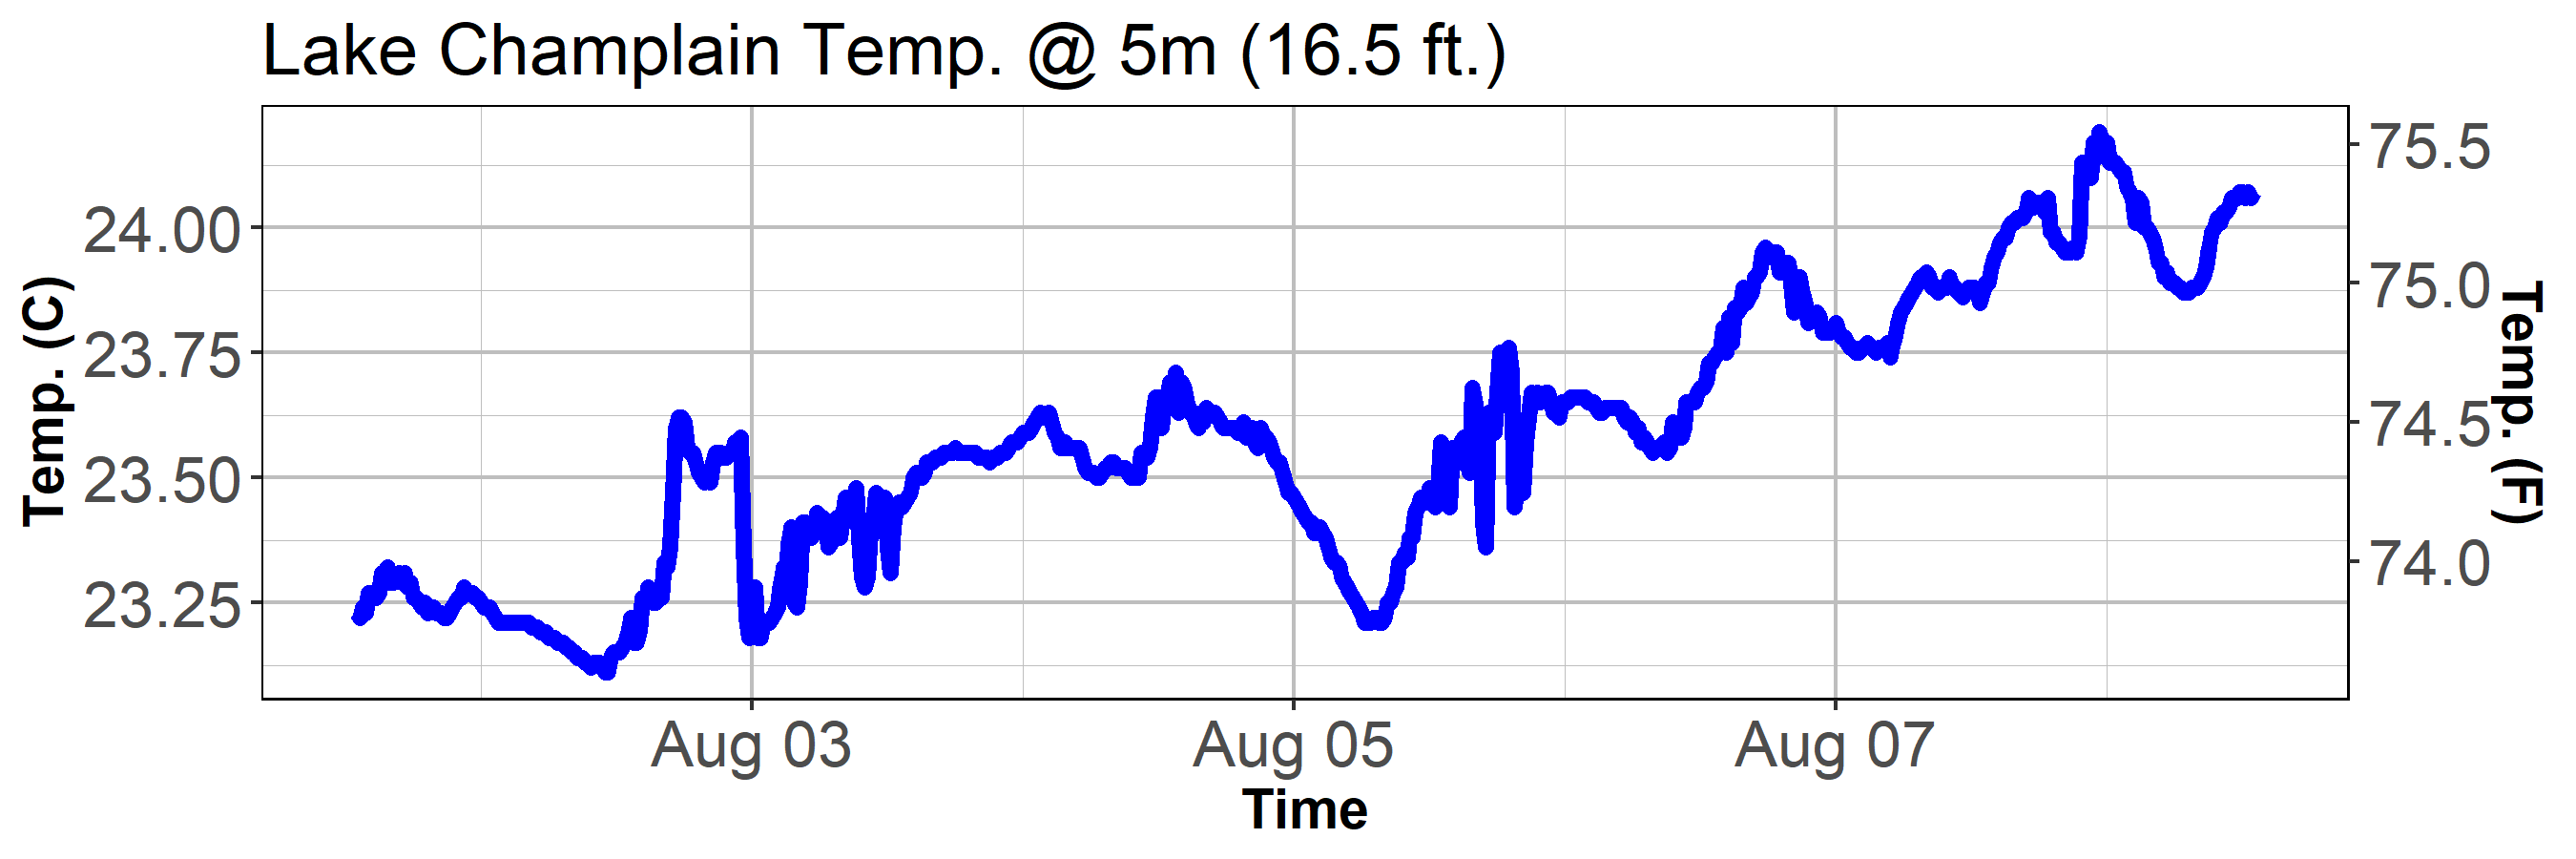 Lake Champlain Temp. @ 5m (16.5 ft.)
Temp. (C)
24.00
23.75
23.50
23.25
75.5
75.0
74.5
74.0
Temp. (F)
Aug 03
Aug 05
Aug 07
Time